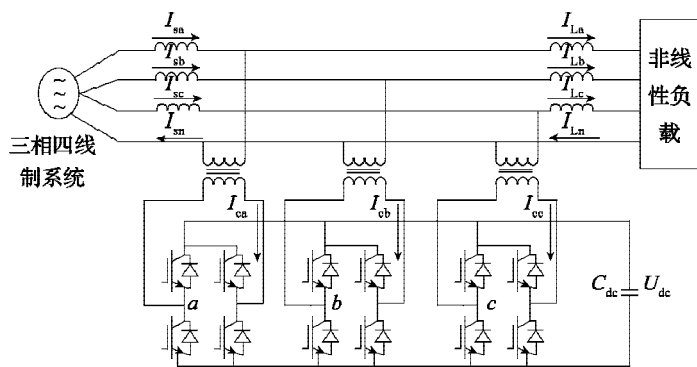 I_sa
I_La
I_sb
I_Lb
I_sc
I_Lc
I_sn
I_Ln
～
～
～
非线
性负
载
三相四线
制系统
I_ca
I_cb
I_cc
a
b
c
C_dc
U_dc